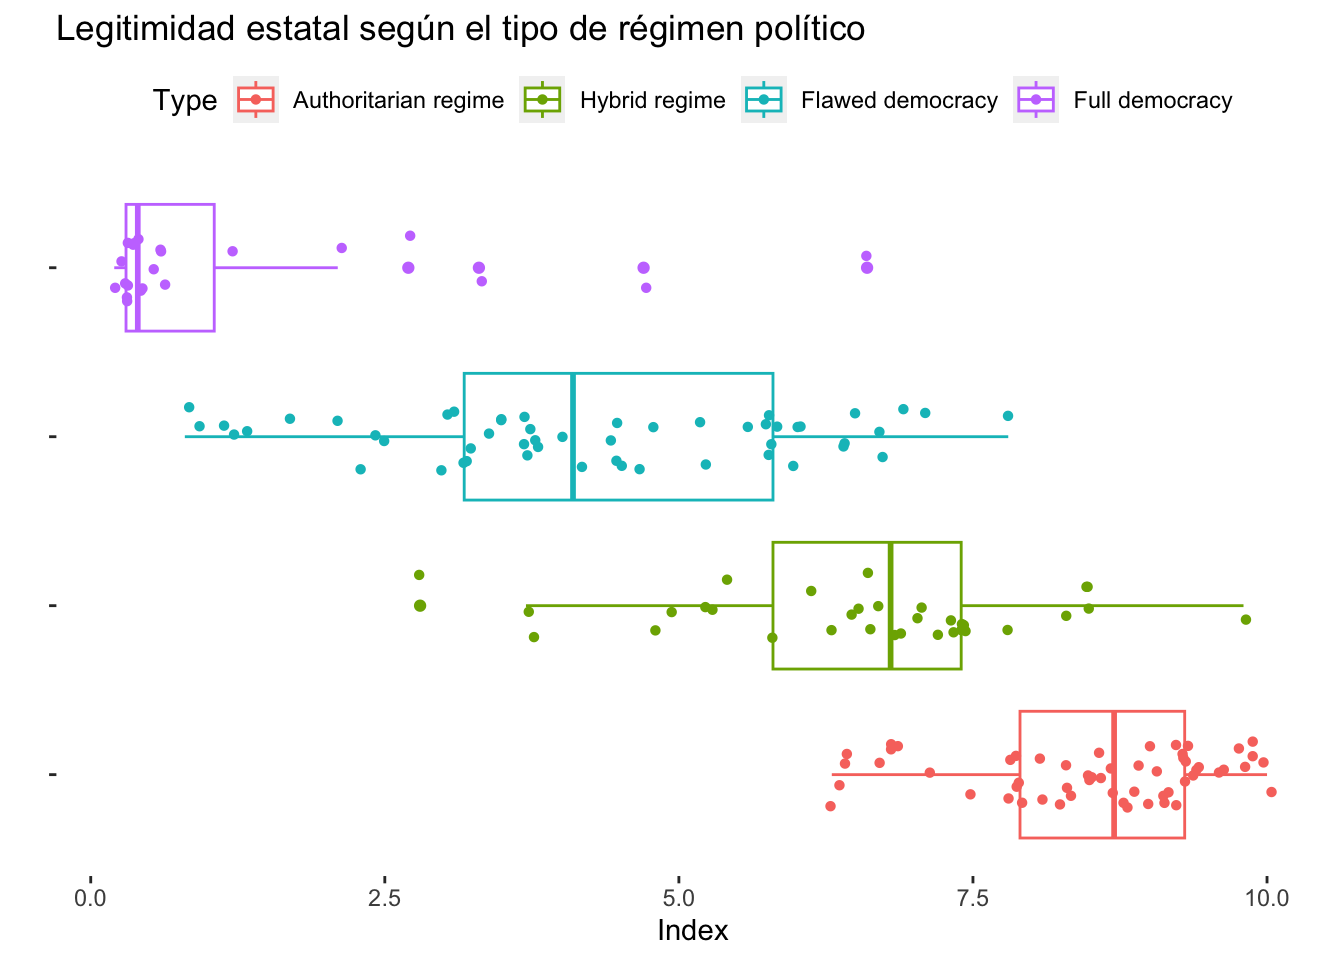 Legitimidad estatal según el tipo de régimen político
Type Authoritarian regime Hybrid regime Flawed democracy Full democracy
0.0 2.5 5.0 7.5 10.0
Index